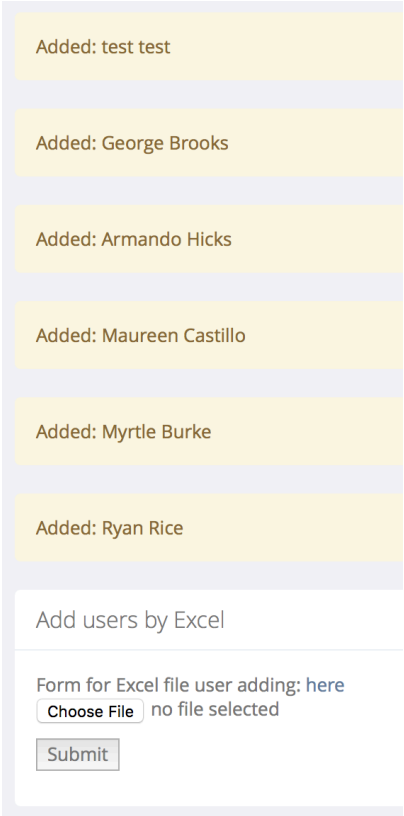 Added: test test
Added: George Brooks
Added: Armando Hicks
Added: Maureen Castillo
Added: Myrtle Burke
Added: Ryan Rice
Add users by Excel
Form for Excel file user adding: here
Choose File no file selected
Submit